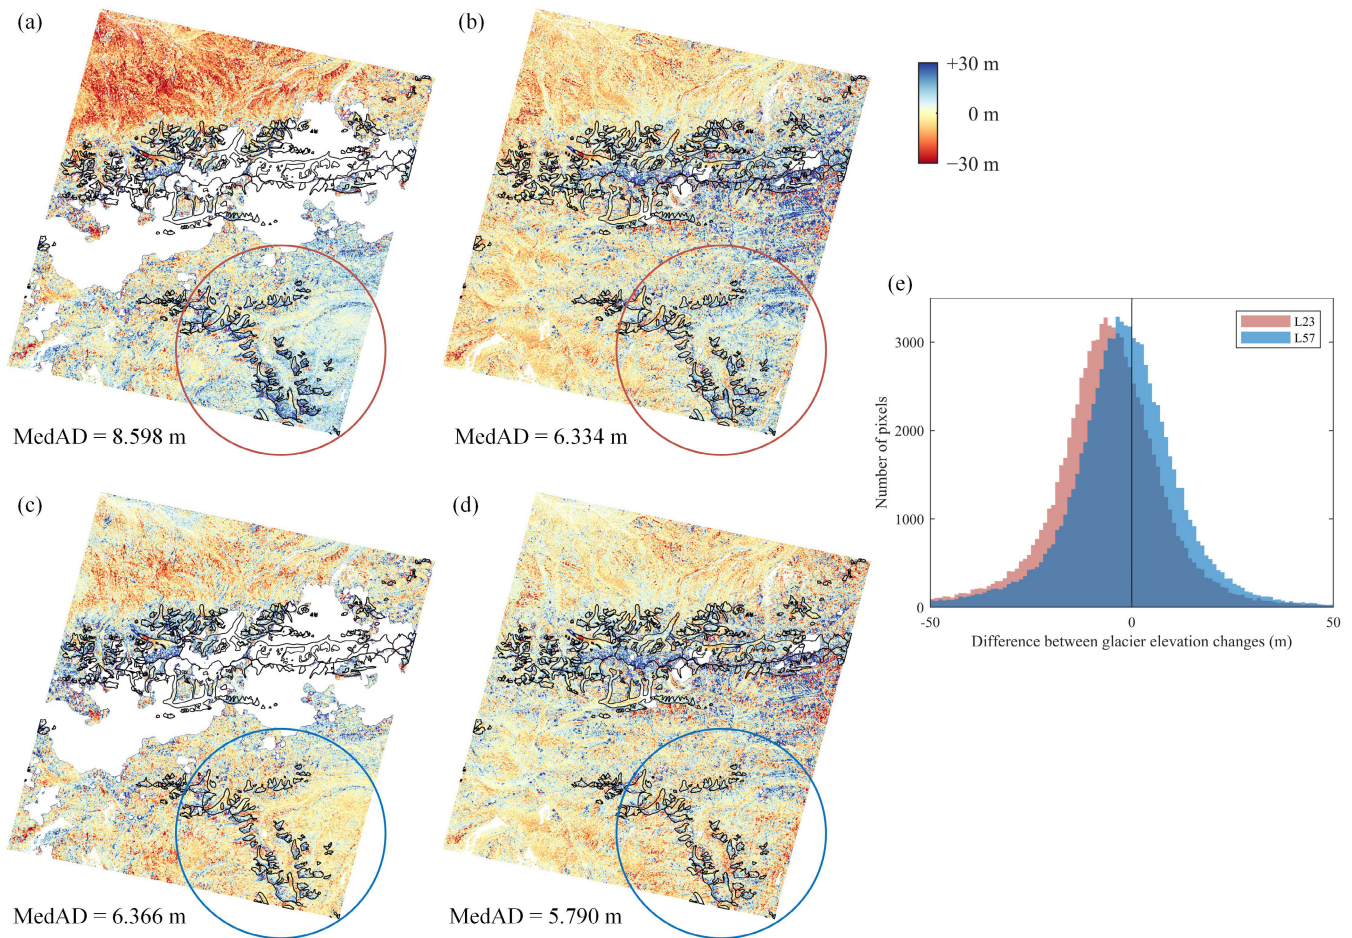 (a)
(b)
+30 m
0 m
−30 m
MedAD = 8.598 m
MedAD = 6.334 m
(c)
(d)
MedAD = 6.366 m
MedAD = 5.790 m
(e)
L23
L57
3000
2000
1000
0
Number of pixels
-50
0
50
Difference between glacier elevation changes (m)